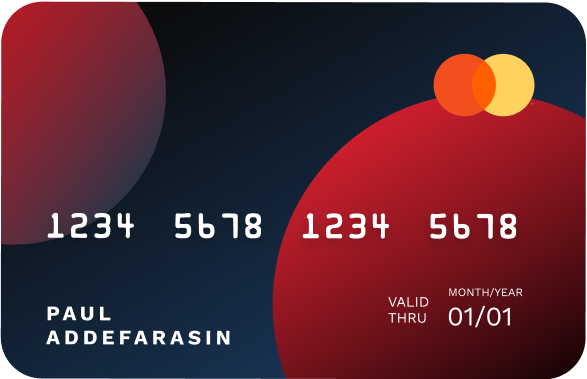 1234 5678 1234 5678
PAUL
ADDEFARASIN
VALID
THRU
MONTH/YEAR
01/01